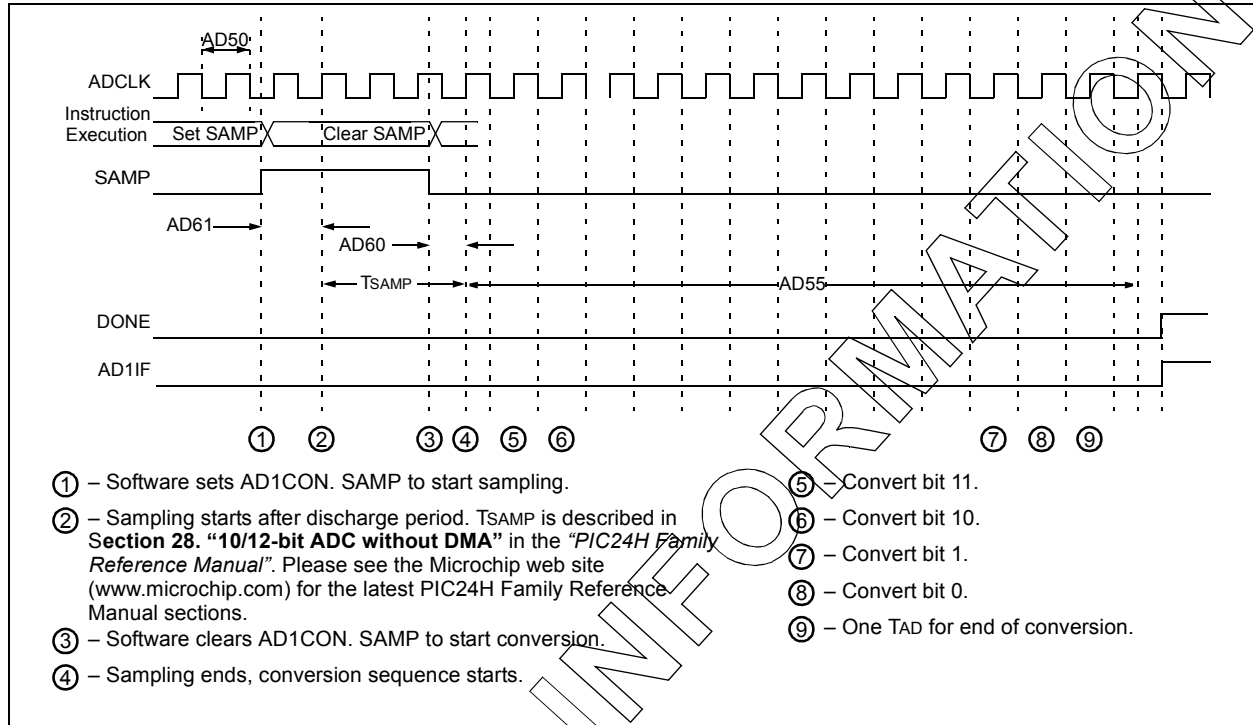 AD50
ADCLK
Instruction
Execution
Set SAMP
Clear SAMP
SAMP
AD61
AD60
TSAMP
AD55
DONE
AD1IF
1 2 3 4 5 6 7 8 9
1 – Software sets AD1CON. SAMP to start sampling.
2 – Sampling starts after discharge period. TSAMP is described in
Section 28. “10/12-bit ADC without DMA” in the “PIC24H Family
Reference Manual”. Please see the Microchip web site
(www.microchip.com) for the latest PIC24H Family Reference
Manual sections.
3 – Software clears AD1CON. SAMP to start conversion.
4 – Sampling ends, conversion sequence starts.
5 – Convert bit 11.
6 – Convert bit 10.
7 – Convert bit 1.
8 – Convert bit 0.
9 – One TAD for end of conversion.
INFORMATION